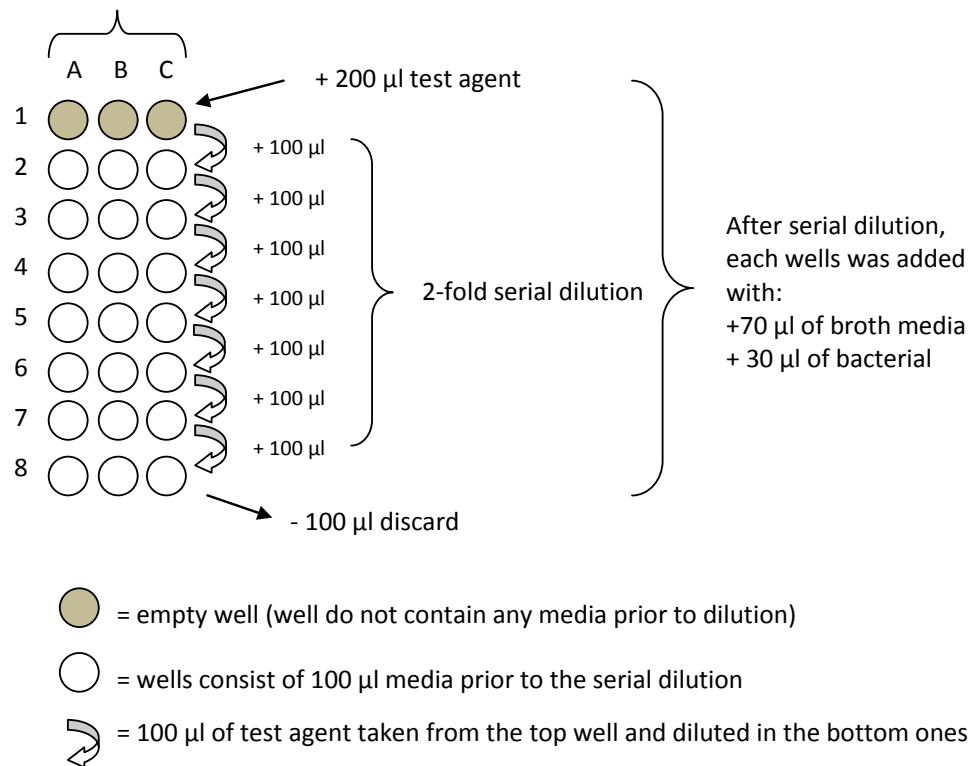 A B C
+ 200 µl test agent
1
+ 100 µl
2
+ 100 µl
3
+ 100 µl
4
+ 100 µl
5
+ 100 µl
6
+ 100 µl
7
+ 100 µl
8
2-fold serial dilution
After serial dilution,
each wells was added
with:
+70 µl of broth media
+ 30 µl of bacterial
- 100 µl discard
= empty well (well do not contain any media prior to dilution)
= wells consist of 100 µl media prior to the serial dilution
= 100 µl of test agent taken from the top well and diluted in the bottom ones